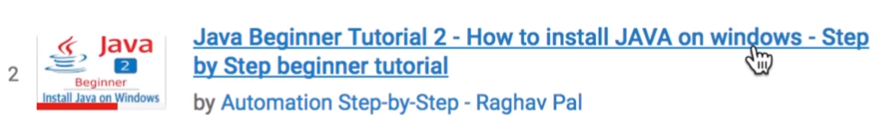 2
Java
2
Beginner
Install Java on Windows
Java Beginner Tutorial 2 - How to install JAVA on windows - Step
by Step beginner tutorial
by Automation Step-by-Step - Raghav Pal